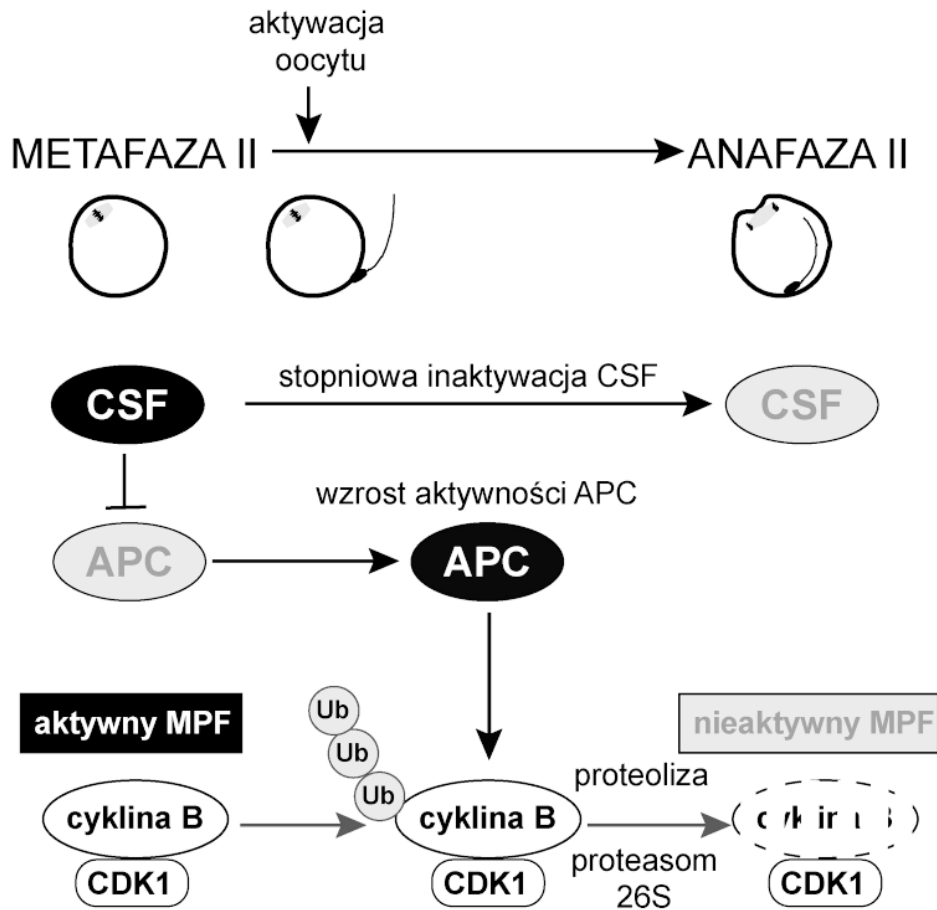 aktywacja
oocytu
METAFAZA II
ANAFAZA II
stopniowa inaktywacja CSF
CSF
CSF
wzrost aktywności APC
APC
APC
aktywny MPF
nieaktywny MPF
Ub
Ub
Ub
proteoliza
cyklina B
cyklina B
cyklina B
proteasom
26S
CDK1
CDK1
CDK1